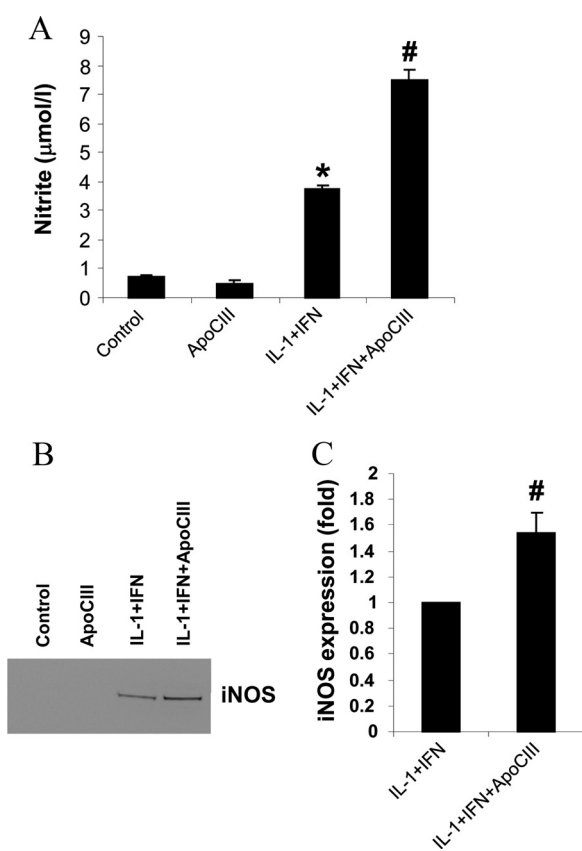 A
9
8
7
6
5
4
3
2
1
0
Nitrite (μmol/l)
#
*
Control
ApoCIII
IL-1+IFN
IL-1+IFN+ApoCIII
B
Control
ApoCIII
IL-1+IFN
IL-1+IFN+ApoCIII
iNOS
C
2
1.8
1.6
1.4
1.2
1
0.8
0.6
0.4
0.2
0
iNOS expression (fold)
#
IL-1+IFN
IL-1+IFN+ApoCIII